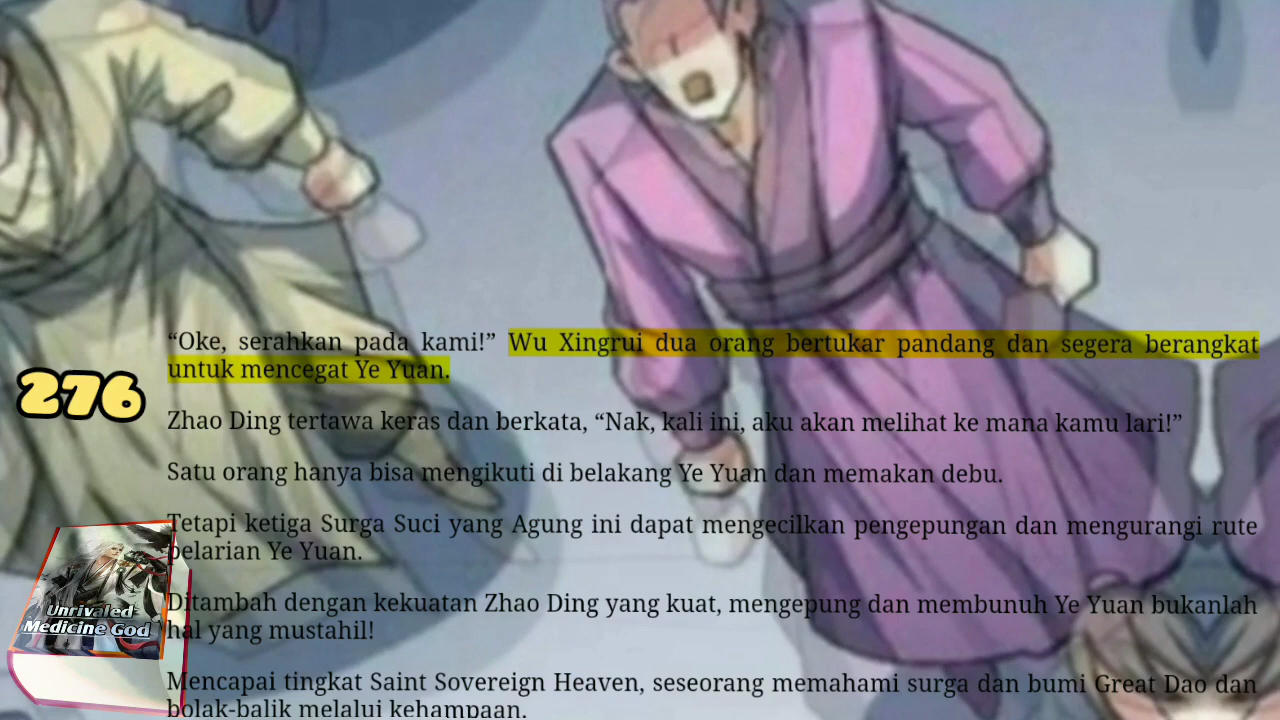 “Oke, serahkan pada kami!” Wu Xingrui dua orang bertukar pandang dan segera berangkat
untuk mencegat Ye Yuan.
276
Zhao Ding tertawa keras dan berkata, “Nak, kali ini, aku akan melihat ke mana kamu lari!”
Satu orang hanya bisa mengikuti di belakang Ye Yuan dan memakan debu.
Tetapi ketiga Surga Suci yang Agung ini dapat mengecilkan pengepungan dan mengurangi rute
pelarian Ye Yuan.
Ditambah dengan kekuatan Zhao Ding yang kuat, mengepung dan membunuh Ye Yuan bukanlah
hal yang mustahil!
Unrivaled
Medicine God
Mencapai tingkat Saint Sovereign Heaven, seseorang memahami surga dan bumi Great Dao dan
bolak-balik melalui kehampaan.